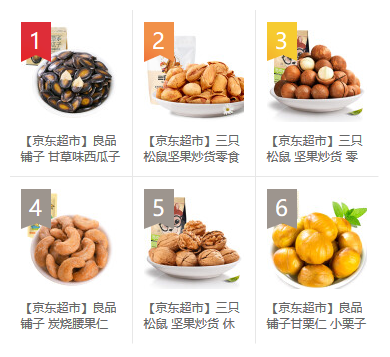 1
【京东超市】良品
铺子 甘草味西瓜子
2
【京东超市】三只
松鼠坚果炒货零食
3
【京东超市】三只
松鼠 坚果炒货 零
4
【京东超市】良品
铺子 炭烧腰果仁
5
【京东超市】三只
松鼠 坚果炒货 休
6
【京东超市】良品
铺子甘栗仁 小栗子